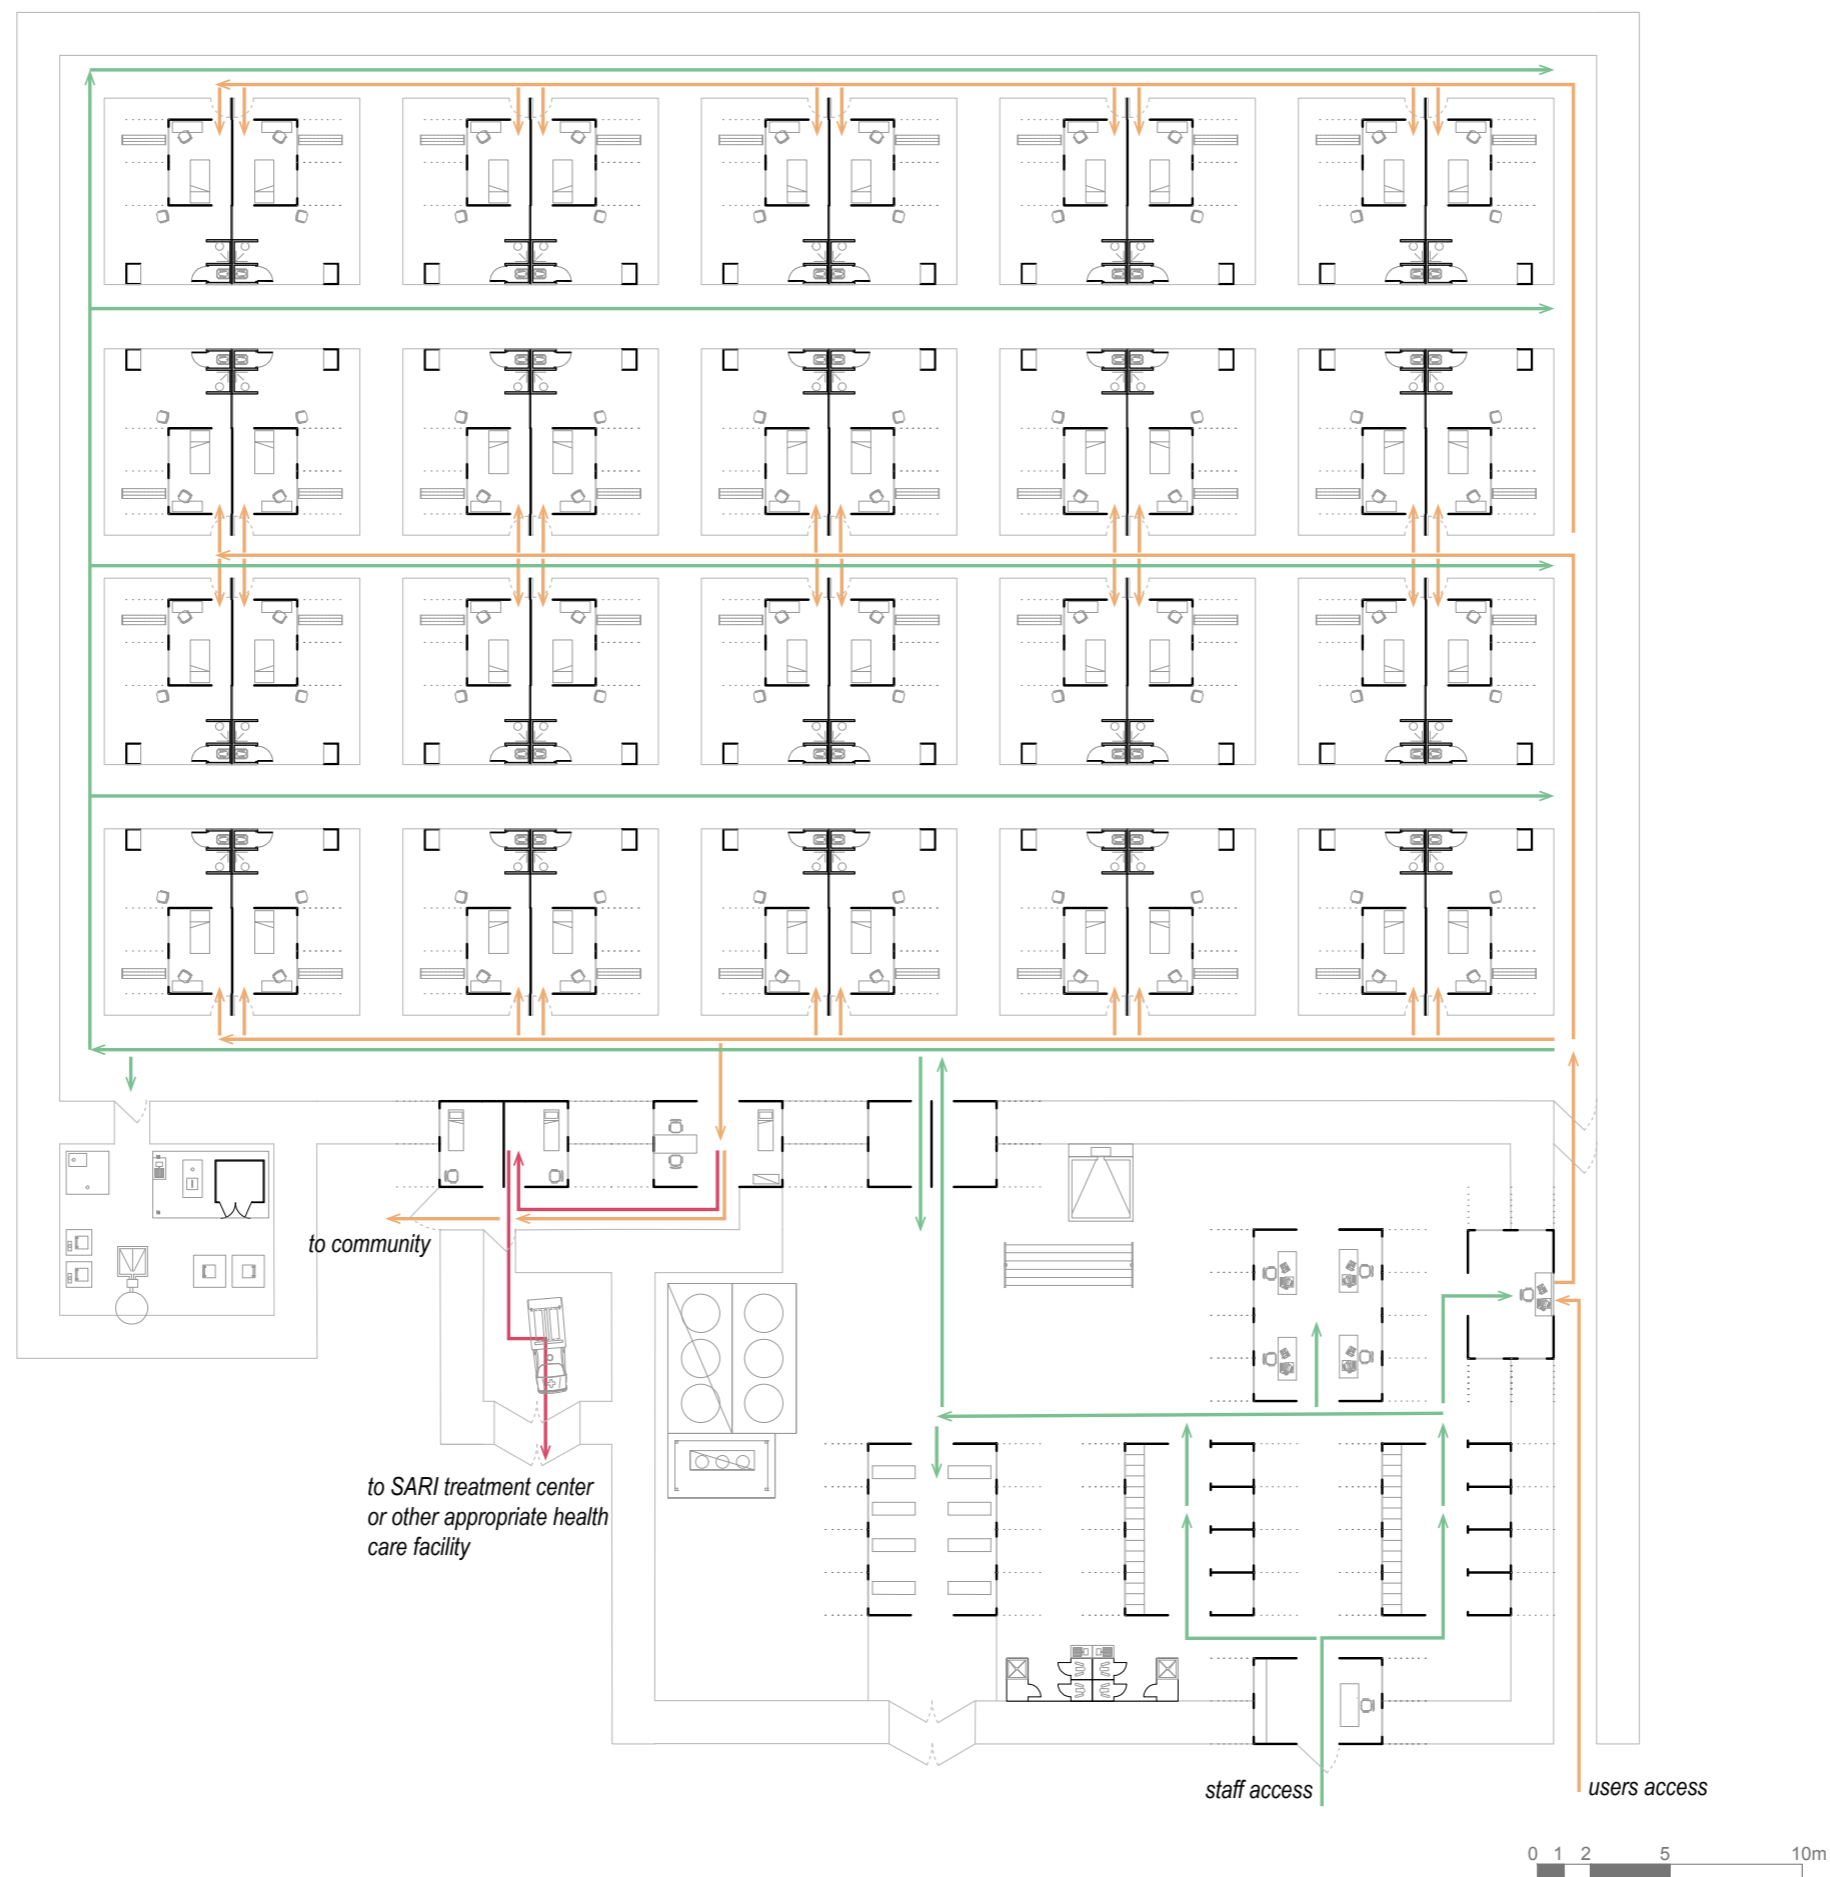 to community
to SARI treatment center
or other appropriate health
care facility
staff access
users access
0 1 2 5 10m